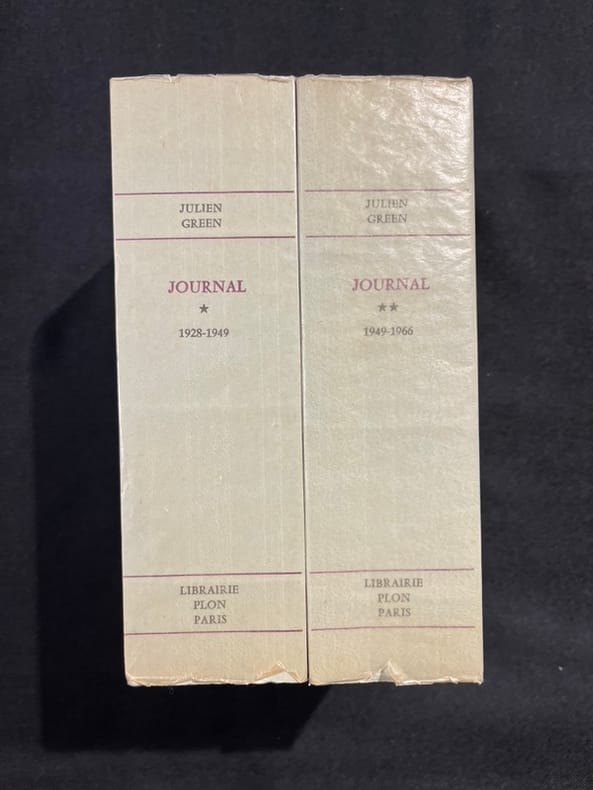 JULIEN
GREEN
JOURNAL
★
1928-1949
LIBRAIRIE
PLON
PARIS
JULIEN
GREEN
JOURNAL
★★
1949-1966
LIBRAIRIE
PLON
PARIS